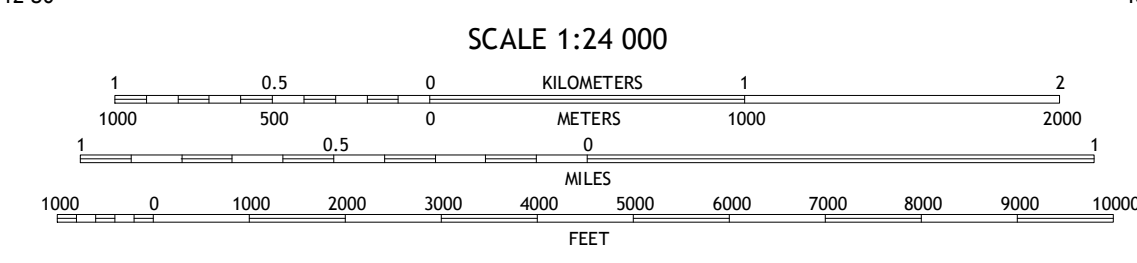 SCALE 1:24 000
1 0.5 0 KILOMETERS 1 2
1000 500 0 METERS 1000 2000
1 0.5 0 1
MILES
1000 0 1000 2000 3000 4000 5000 6000 7000 8000 9000 10000
FEET